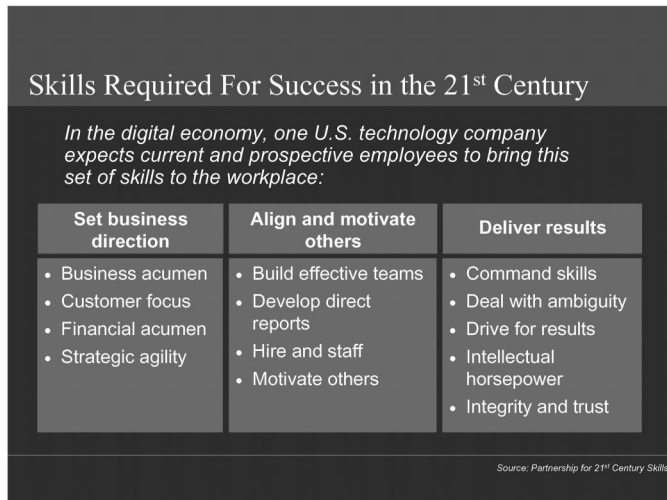 Skills Required For Success in the 21st Century
In the digital economy, one U.S. technology company
expects current and prospective employees to bring this
set of skills to the workplace:
Set business
direction
• Business acumen
• Customer focus
• Financial acumen
• Strategic agility
Align and motivate
others
• Build effective teams
• Develop direct
reports
• Hire and staff
• Motivate others
Deliver results
• Command skills
• Deal with ambiguity
• Drive for results
• Intellectual
horsepower
• Integrity and trust
Source: Partnership for 21st Century Skills